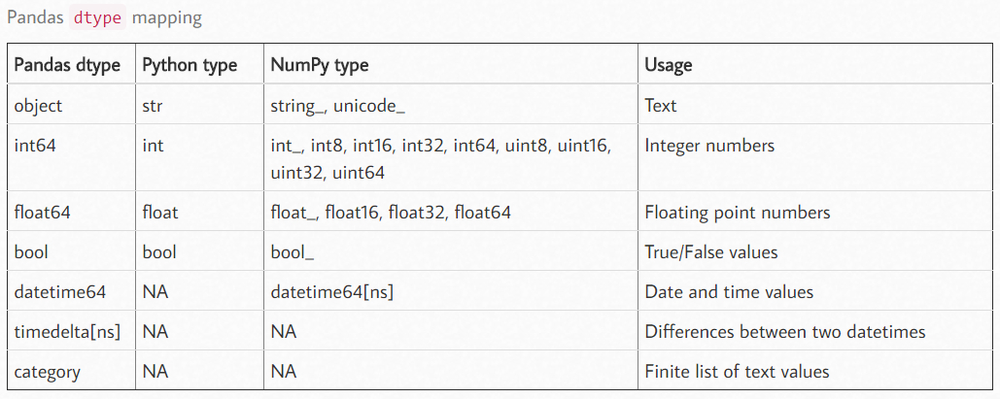 Pandas dtype mapping
Pandas dtype Python type NumPy type Usage
object str string_, unicode_ Text
int64 int int_, int8, int16, int32, int64, uint8, uint16, Integer numbers
uint32, uint64
float64 float float_, float16, float32, float64 Floating point numbers
bool bool bool_ True/False values
datetime64 NA datetime64[ns] Date and time values
timedelta[ns] NA NA Differences between two datetimes
category NA NA Finite list of text values